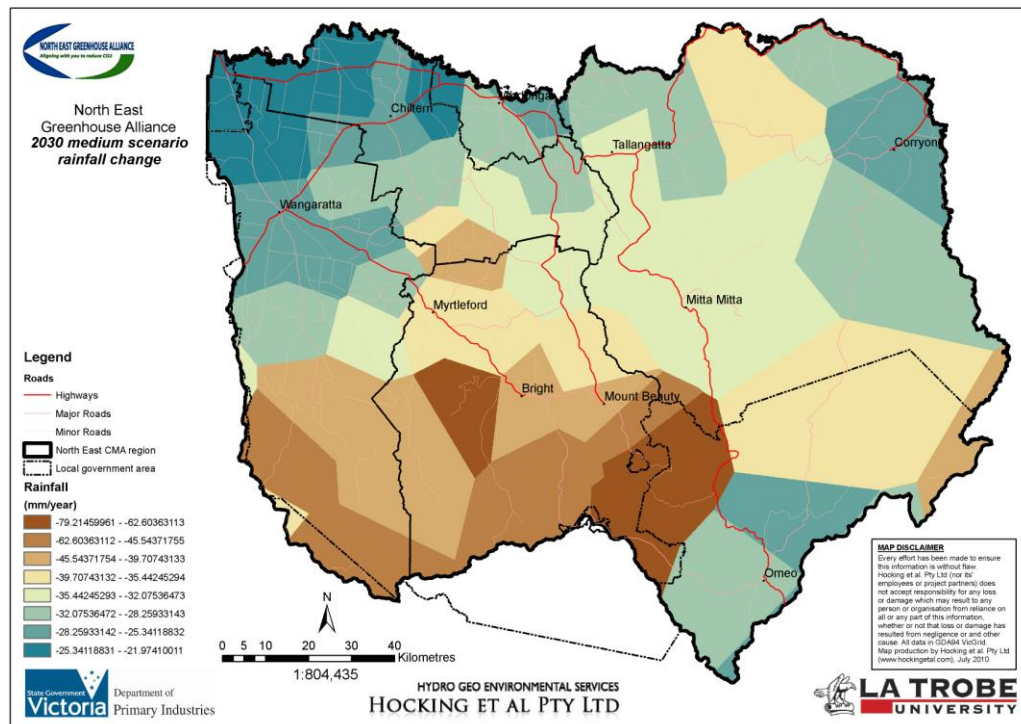 NORTH EAST GREENHOUSE ALLIANCE
Aligning with you to reduce CO2
North East
Greenhouse Alliance
2030 medium scenario
rainfall change
Chiltern
Tallangatta
Corryong
Wangaratta
Myrtleford
Mitta Mitta
Bright
Mount Beauty
Omeo
Legend
Roads
Highways
Major Roads
Minor Roads
North East CMA region
Local government area
Rainfall
(mm/year)
-79.21459961 - -62.60363113
-62.60363112 - -45.54371755
-45.54371754 - -39.70743133
-39.70743132 - -35.44245294
-35.44245293 - -32.07536473
-32.07536472 - -28.25933143
-28.25933142 - -25.34118832
-25.34118831 - -21.97410011
N
0 5 10 20 30 40
Kilometres
1:804,435
MAP DISCLAIMER
Every effort has been made to ensure
this information is without flaw.
Hocking et al. Pty Ltd (nor its'
employees or project partners) does
not accept responsibility for any loss
or damage which may result to any
person or organisation from reliance on
all or any part of this information,
whether or not that loss or damage has
resulted from negligence or and other
cause. All data in GDA94 VicGrid.
Map production by Hocking et al. Pty Ltd
(www.hockingetal.com), July 2010.
State Government
Victoria
Department of
Primary Industries
HYDRO GEO ENVIRONMENTAL SERVICES
HOCKING ET AL PTY LTD
LA TROBE
UNIVERSITY